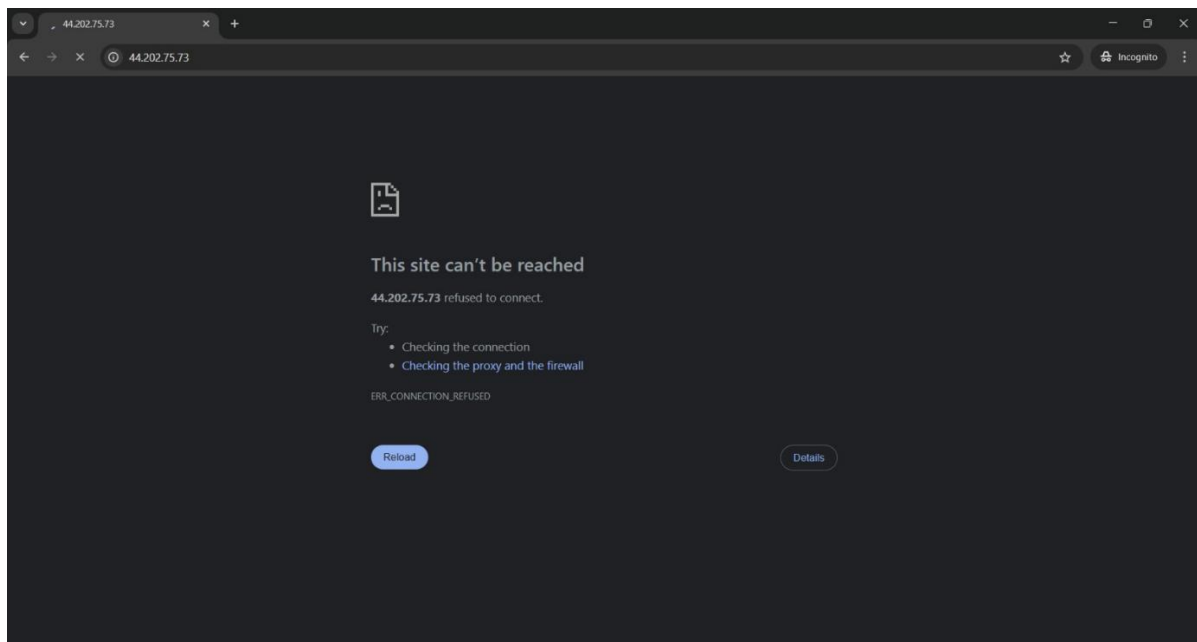 44.202.75.73
44.202.75.73
Incognito
This site can't be reached
44.202.75.73 refused to connect.
Try:
• Checking the connection
• Checking the proxy and the firewall
ERR_CONNECTION_REFUSED
Reload
Details